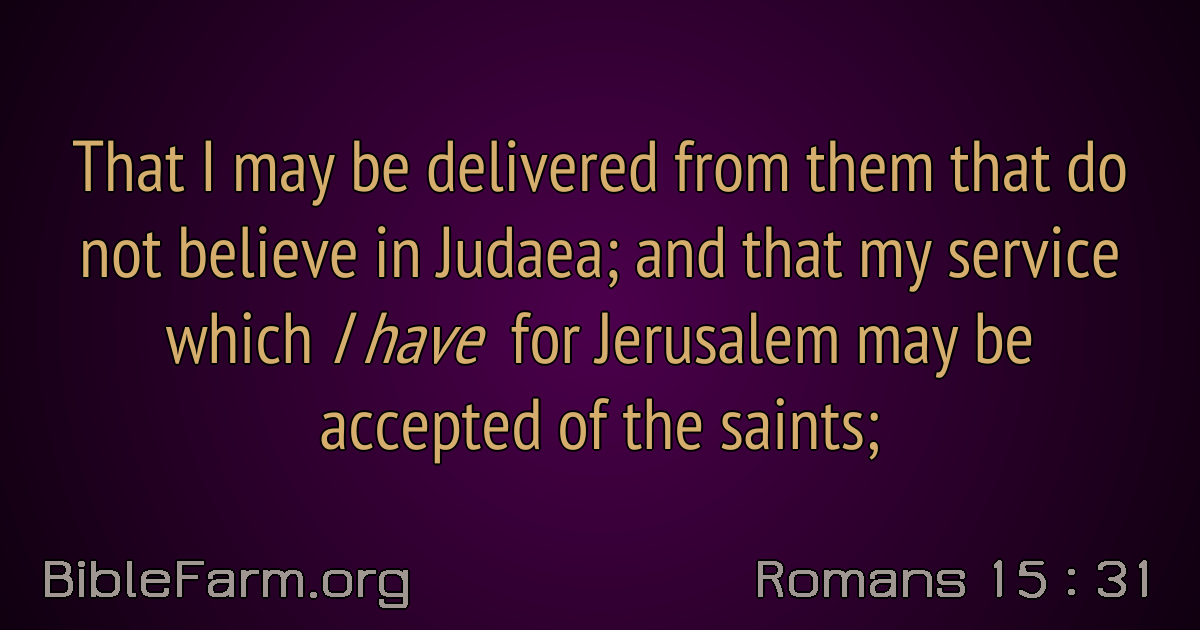 That I may be delivered from them that do
not believe in Judaea; and that my service
which I have for Jerusalem may be
accepted of the saints;
BibleFarm.org
Romans 15 : 31